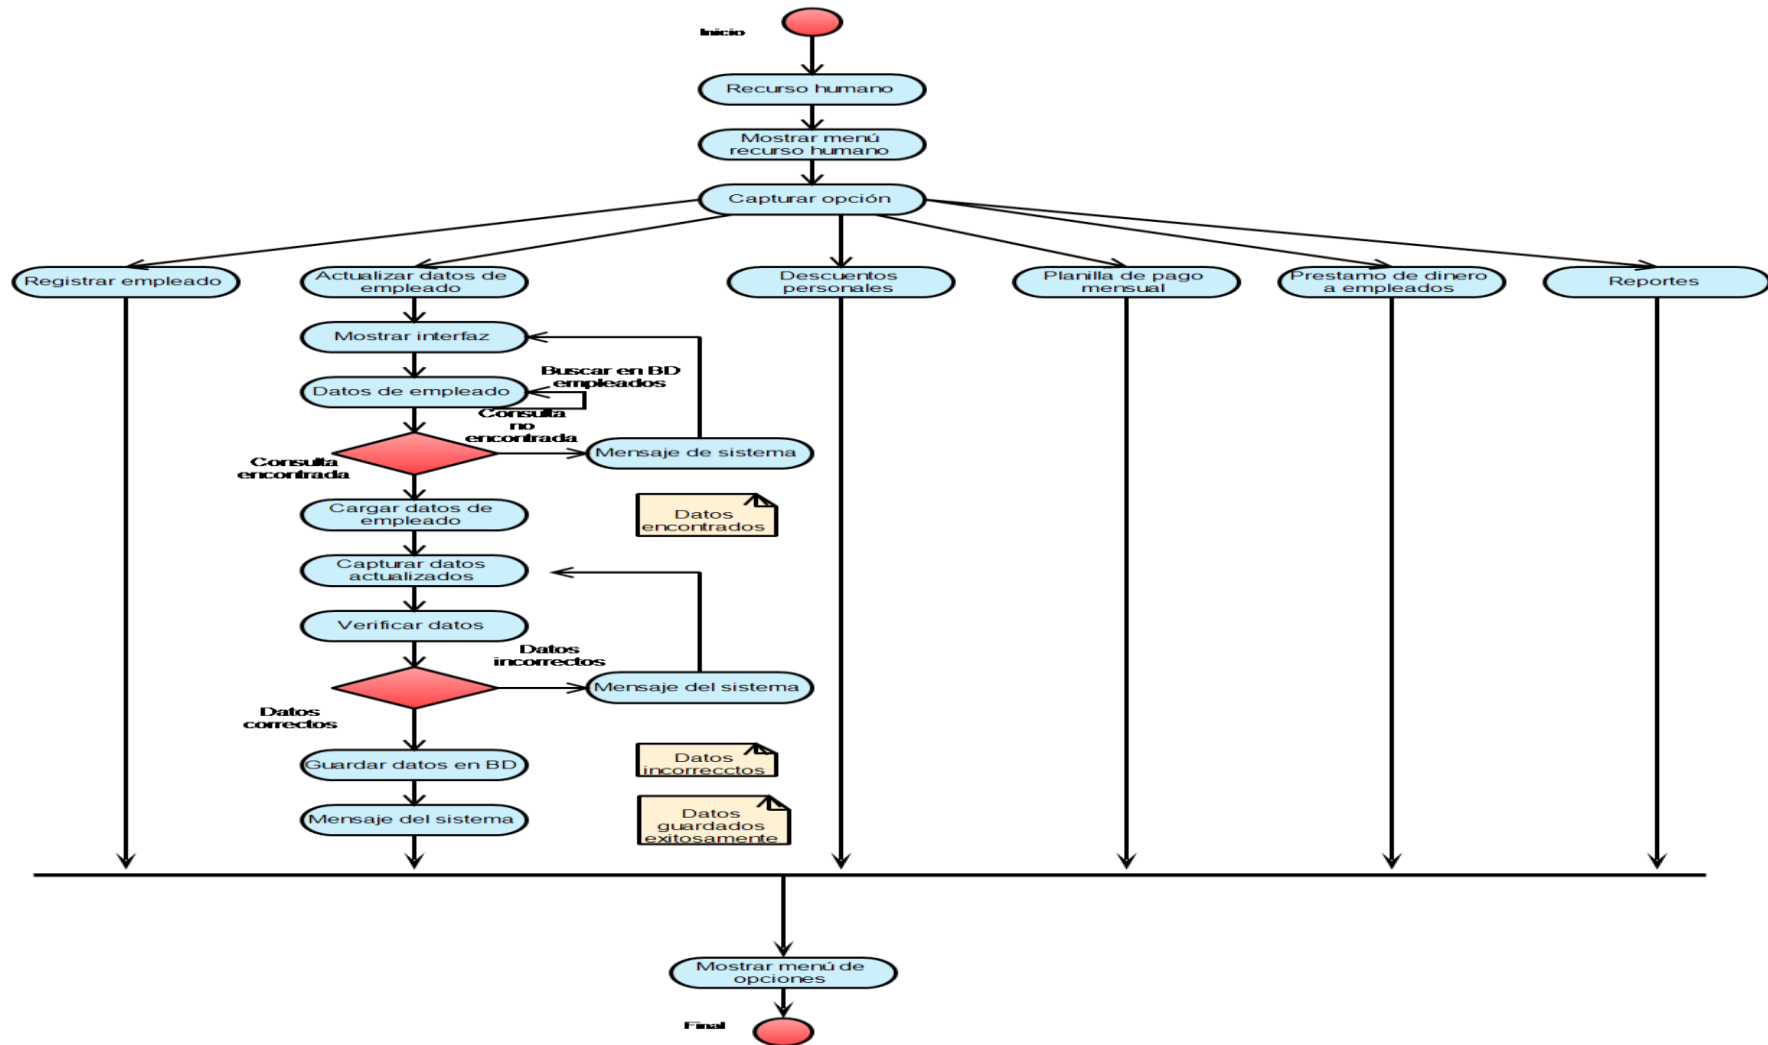 Inicio
Recurso humano
Mostrar menú
recurso humano
Capturar opción
Registrar empleado
Actualizar datos de
empleado
Descuentos
personales
Planilla de pago
mensual
Prestamo de dinero
a empleados
Reportes
Mostrar interfaz
Buscar en BD
empleados
Datos de empleado
Consulta
no
encontrada
Mensaje de sistema
Consulta
encontrada
Cargar datos de
empleado
Datos
encontrados
Capturar datos
actualizados
Verificar datos
Datos
incorrectos
Mensaje del sistema
Datos
correctos
Guardar datos en BD
Datos
incorrecctos
Mensaje del sistema
Datos
guardados
exitosamente
Mostrar menú de
opciones
Final